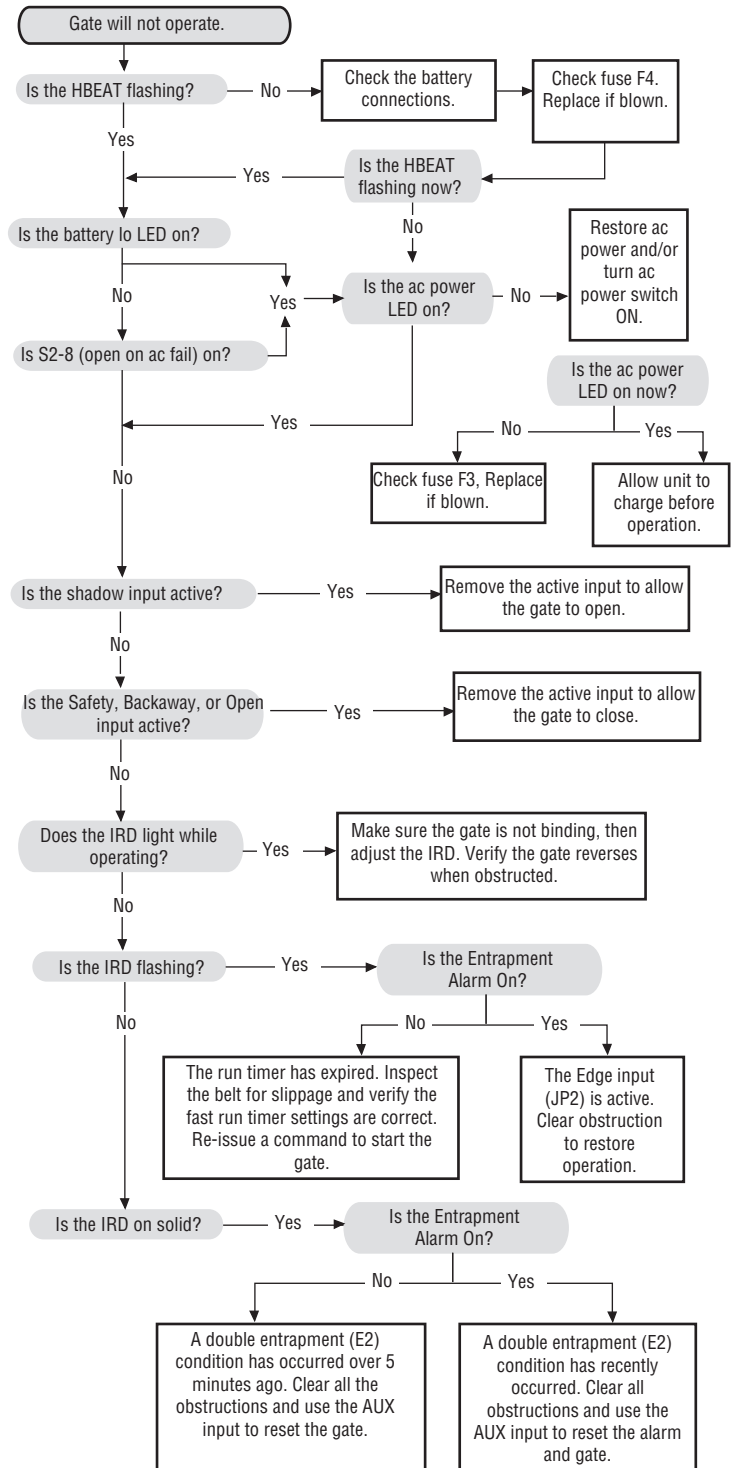 Gate will not operate.
Is the HBEAT flashing?
No
Check the battery
connections.
Check fuse F4.
Replace if blown.
Yes
Is the HBEAT
flashing now?
Yes
No
Is the battery lo LED on?
Restore ac
power and/or
turn ac
power switch
ON.
Is the ac power
LED on?
No
Yes
No
Is S2-8 (open on ac fail) on?
Is the ac power
LED on now?
Yes
No
Yes
No
Check fuse F3, Replace
if blown.
Allow unit to
charge before
operation.
Is the shadow input active?
Yes
Remove the active input to allow
the gate to open.
No
Is the Safety, Backaway, or Open
input active?
Yes
Remove the active input to allow
the gate to close.
No
Does the IRD light while
operating?
Yes
Make sure the gate is not binding, then
adjust the IRD. Verify the gate reverses
when obstructed.
No
Is the IRD flashing?
Yes
Is the Entrapment
Alarm On?
No
No
Yes
The run timer has expired. Inspect
the belt for slippage and verify the
fast run timer settings are correct.
Re-issue a command to start the
gate.
The Edge input
(JP2) is active.
Clear obstruction
to restore
operation.
Is the IRD on solid?
Yes
Is the Entrapment
Alarm On?
No
Yes
A double entrapment (E2)
condition has occurred over 5
minutes ago. Clear all the
obstructions and use the AUX
input to reset the gate.
A double entrapment (E2)
condition has recently
occurred. Clear all
obstructions and use the
AUX input to reset the alarm
and gate.